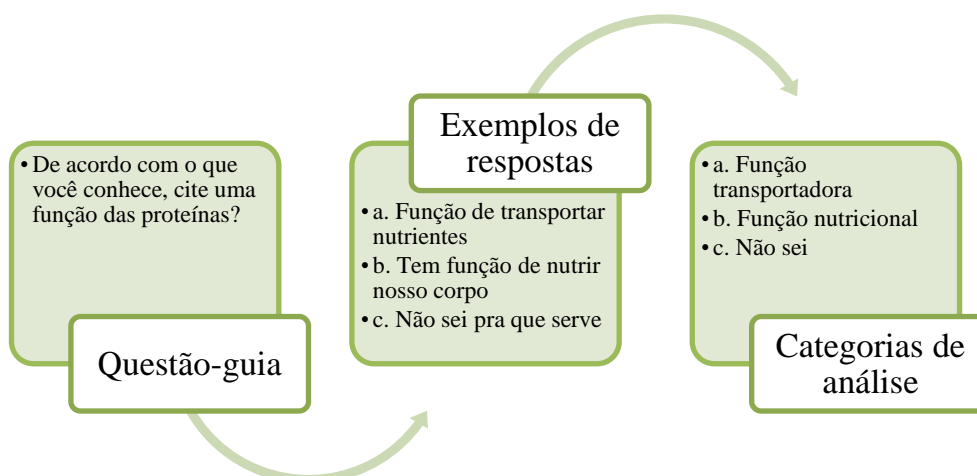 • De acordo com o que
você conhece, cite uma
função das proteínas?
Questão-guia
Exemplos de
respostas
• a. Função de transportar
nutrientes
• b. Tem função de nutrir
nosso corpo
• c. Não sei pra que serve
• a. Função
transportadora
• b. Função nutricional
• c. Não sei
Categorias de
análise